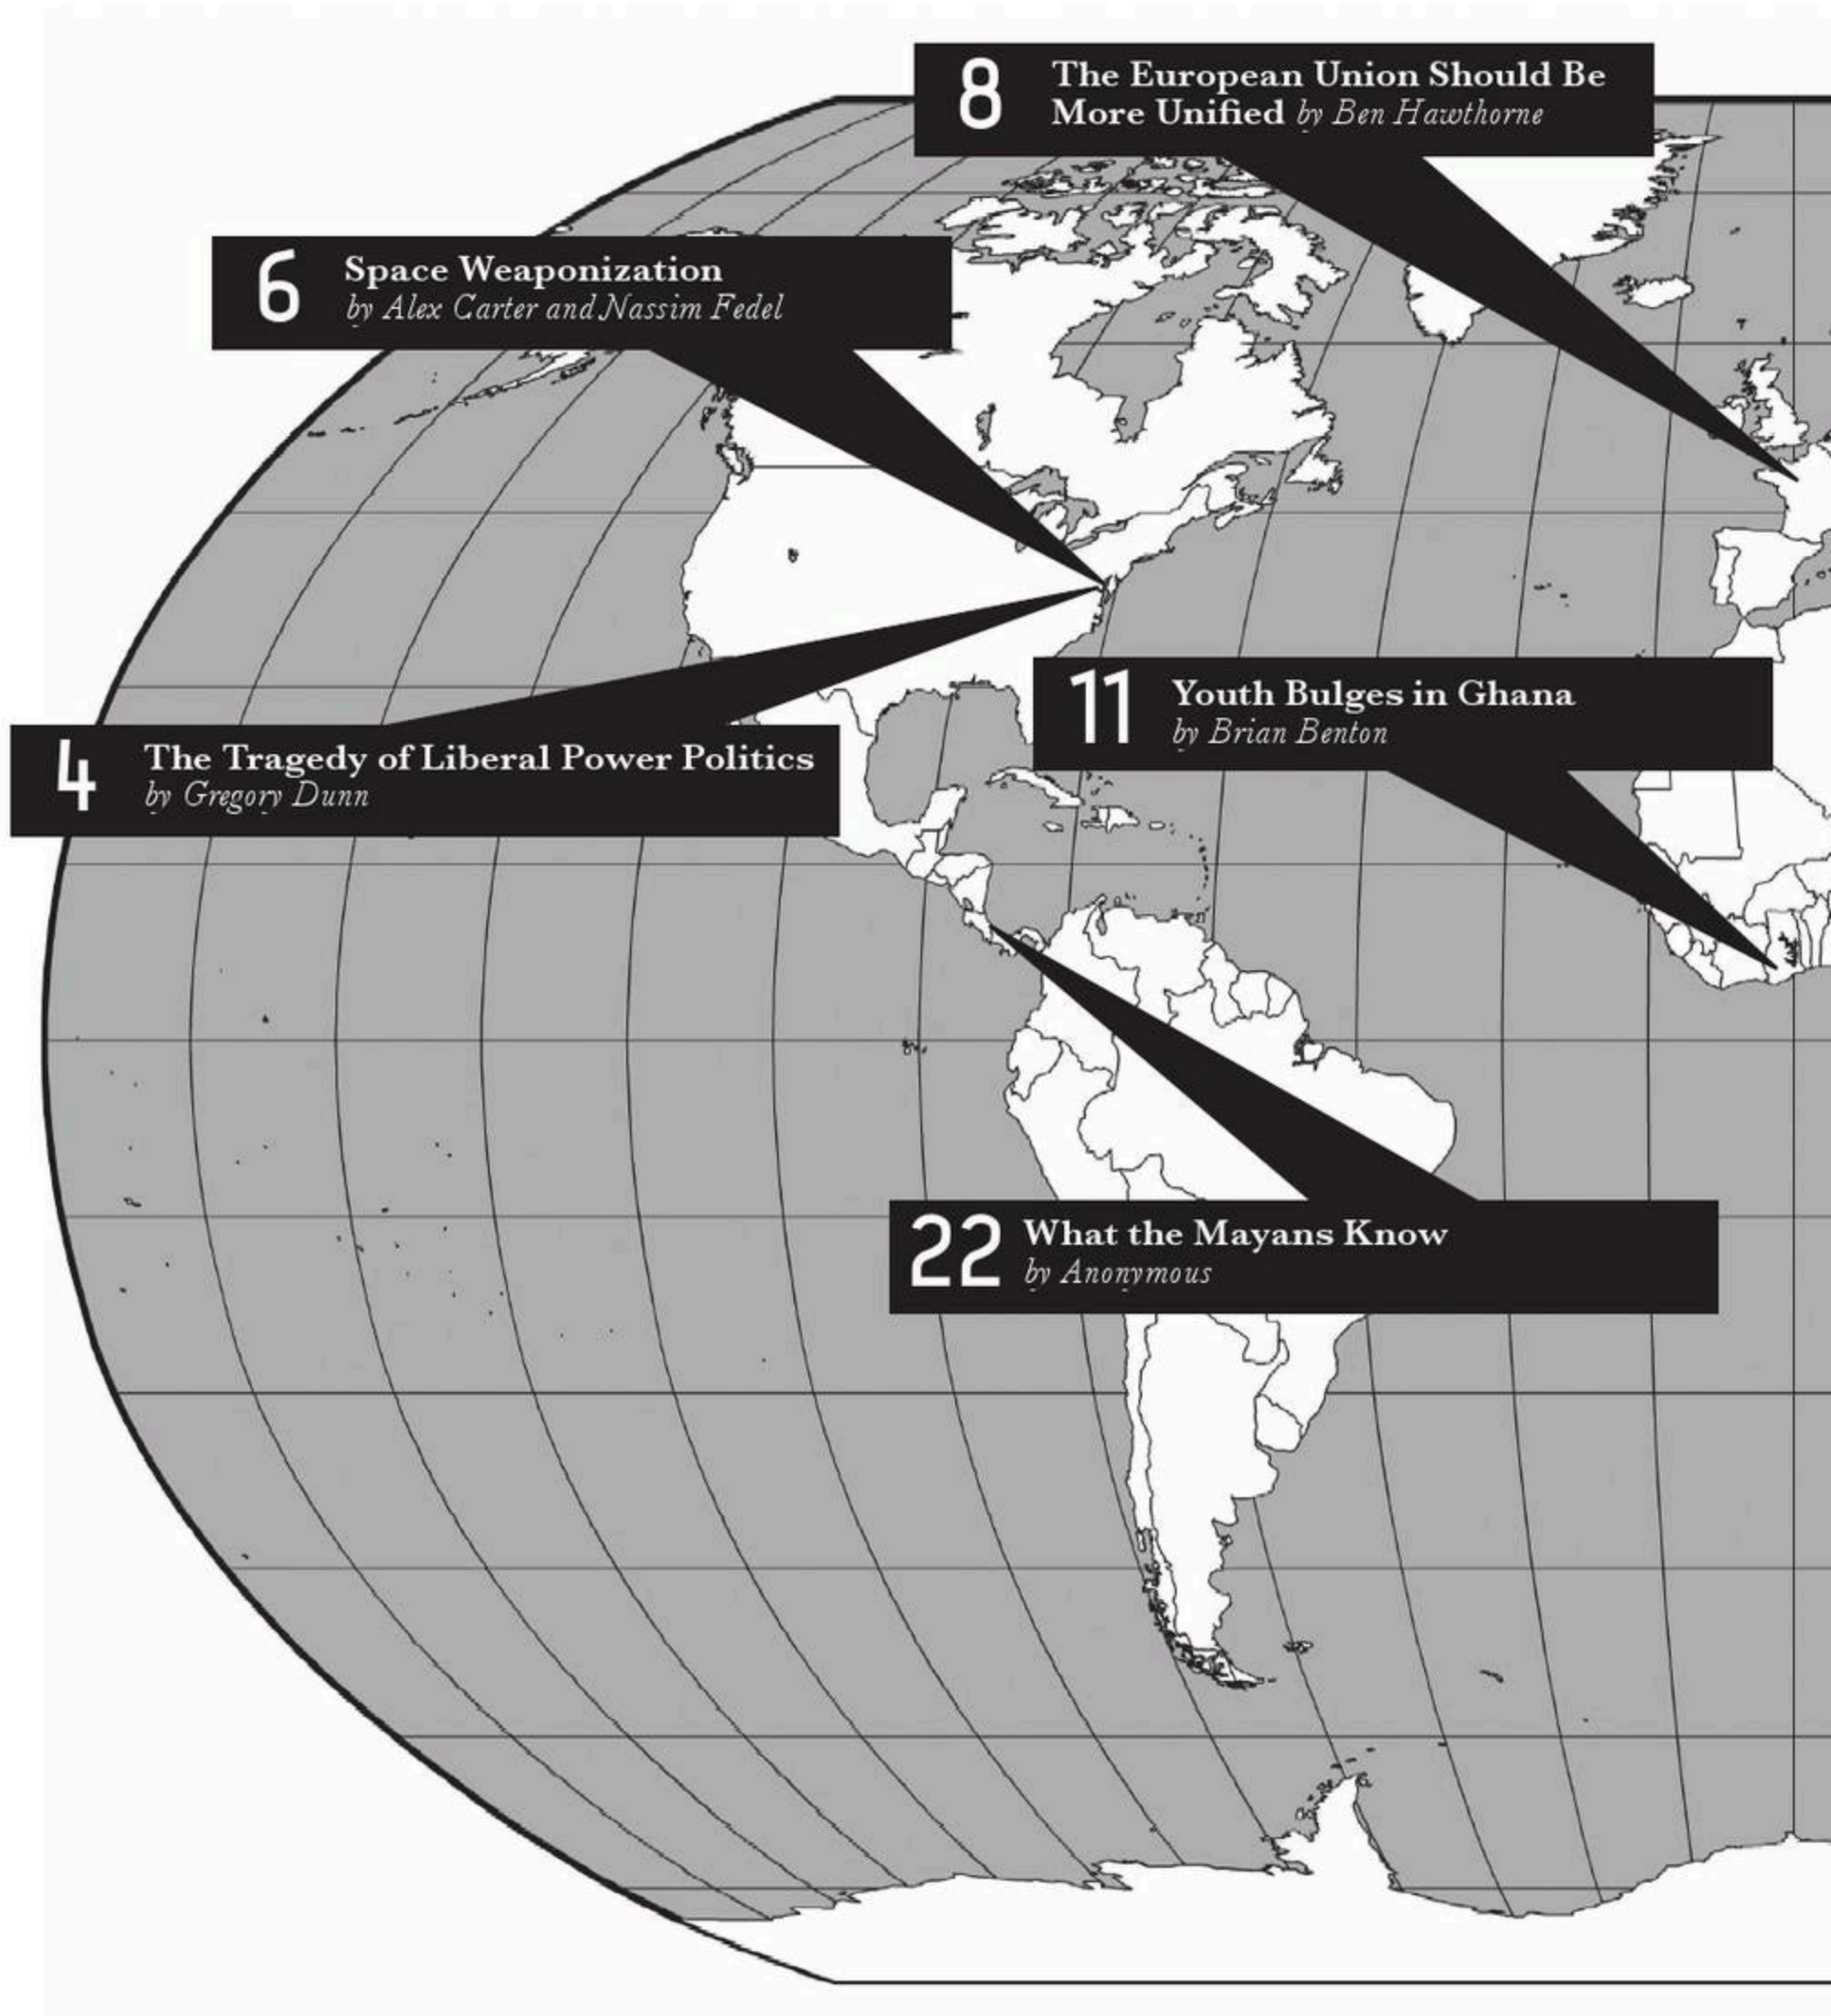 8 The European Union Should Be
More Unified by Ben Hawthorne
6 Space Weaponization
by Alex Carter and Nassim Fedel
11 Youth Bulges in Ghana
by Brian Benton
4 The Tragedy of Liberal Power Politics
by Gregory Dunn
22 What the Mayans Know
by Anonymous